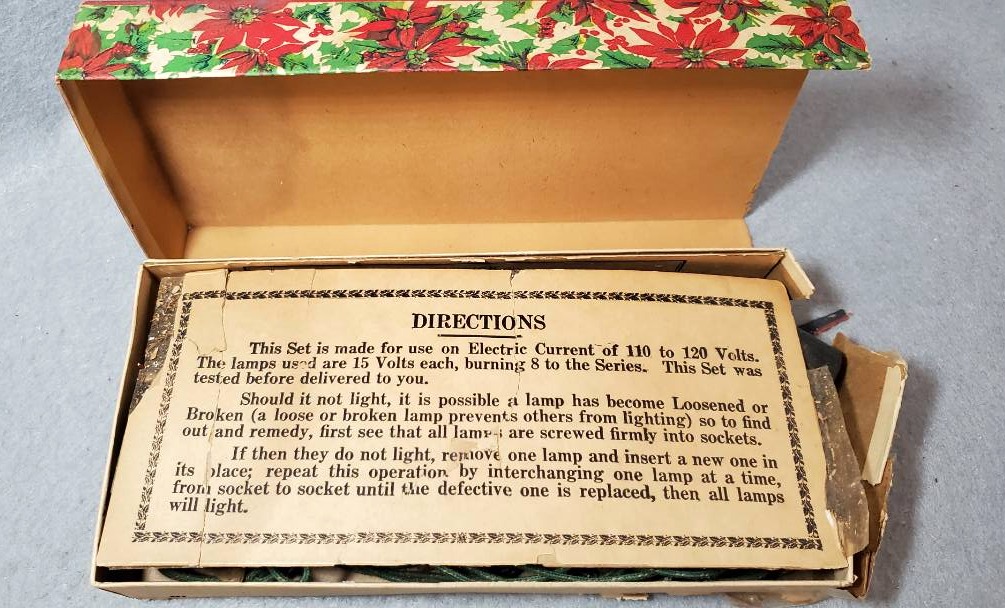 DIRECTIONS
This Set is made for use on Electric Current of 110 to 120 Volts.
The lamps used are 15 Volts each, burning 8 to the Series. This Set was
tested before delivered to you.
Should it not light, it is possible a lamp has become Loosened or
Broken (a loose or broken lamp prevents others from lighting) so to find
out and remedy, first see that all lamps are screwed firmly into sockets.
If then they do not light, remove one lamp and insert a new one in
its place; repeat this operation by interchanging one lamp at a time,
from socket to socket until the defective one is replaced, then all lamps
will light.